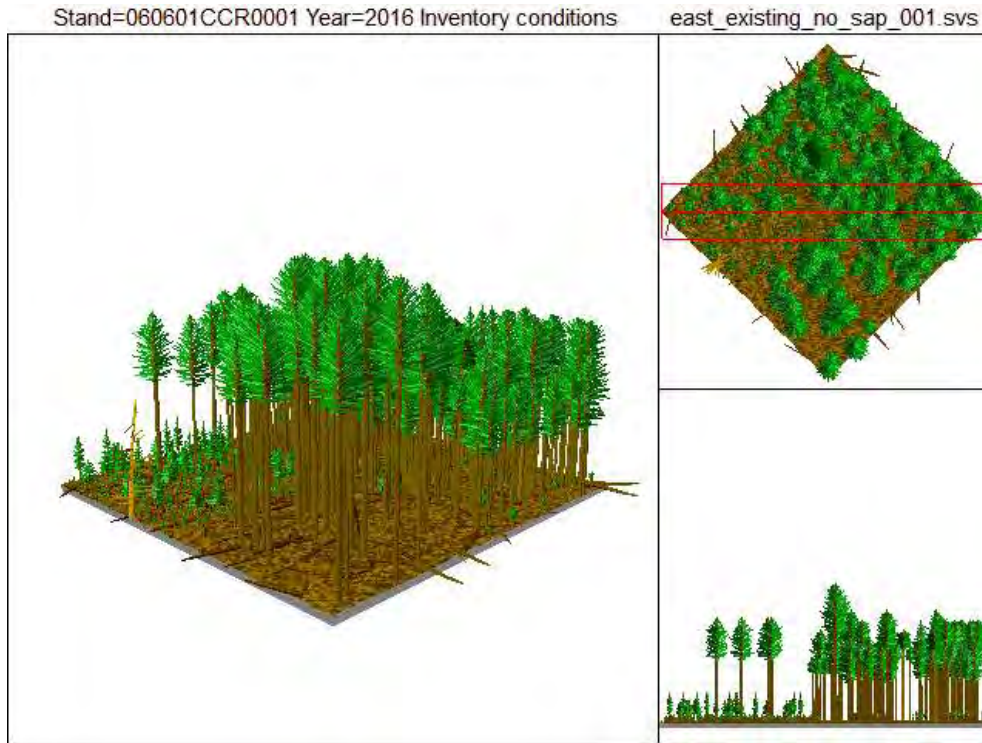 Stand=060601CCR0001 Year=2016 Inventory conditions
east_existing_no_sap_001.svs